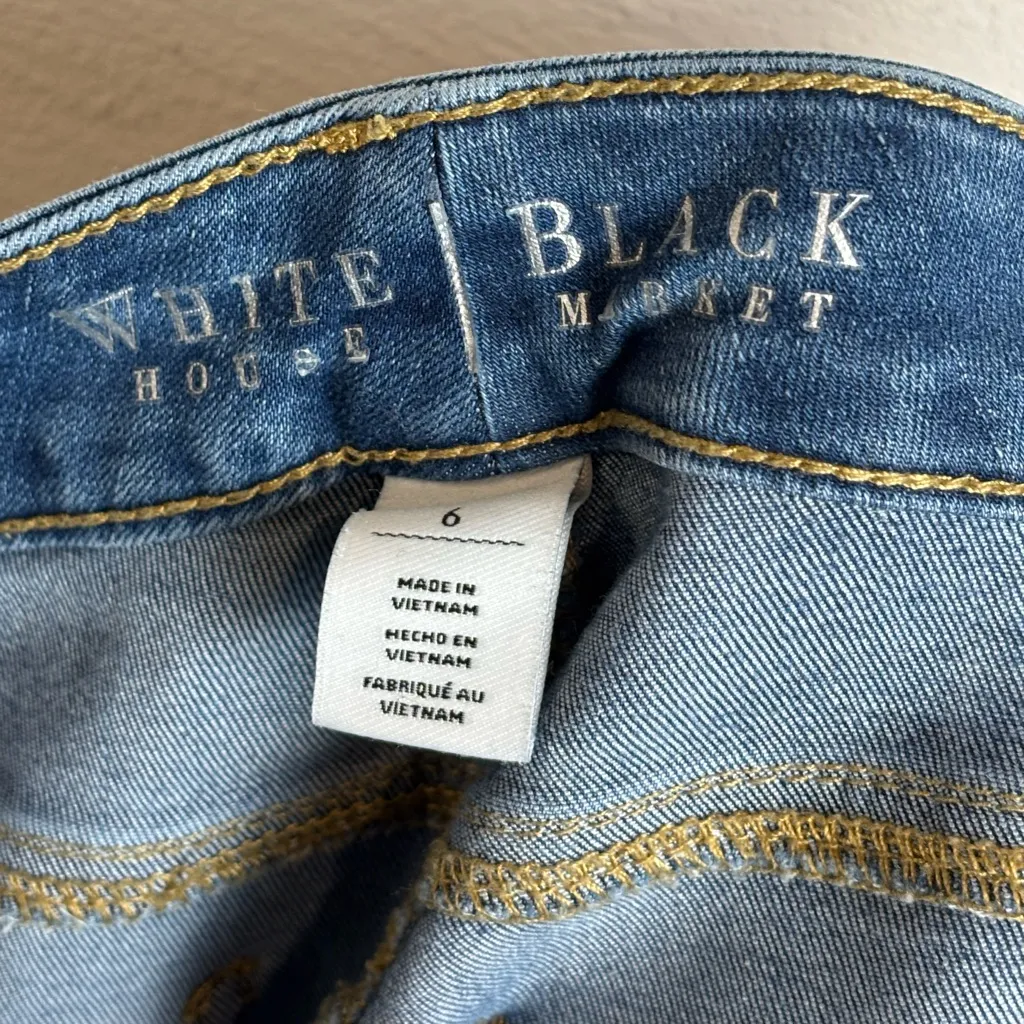 WHITE
HOUSE
BLACK
MARKET
6
MADE IN
VIETNAM
HECHO EN
VIETNAM
FABRIQUÉ AU
VIETNAM